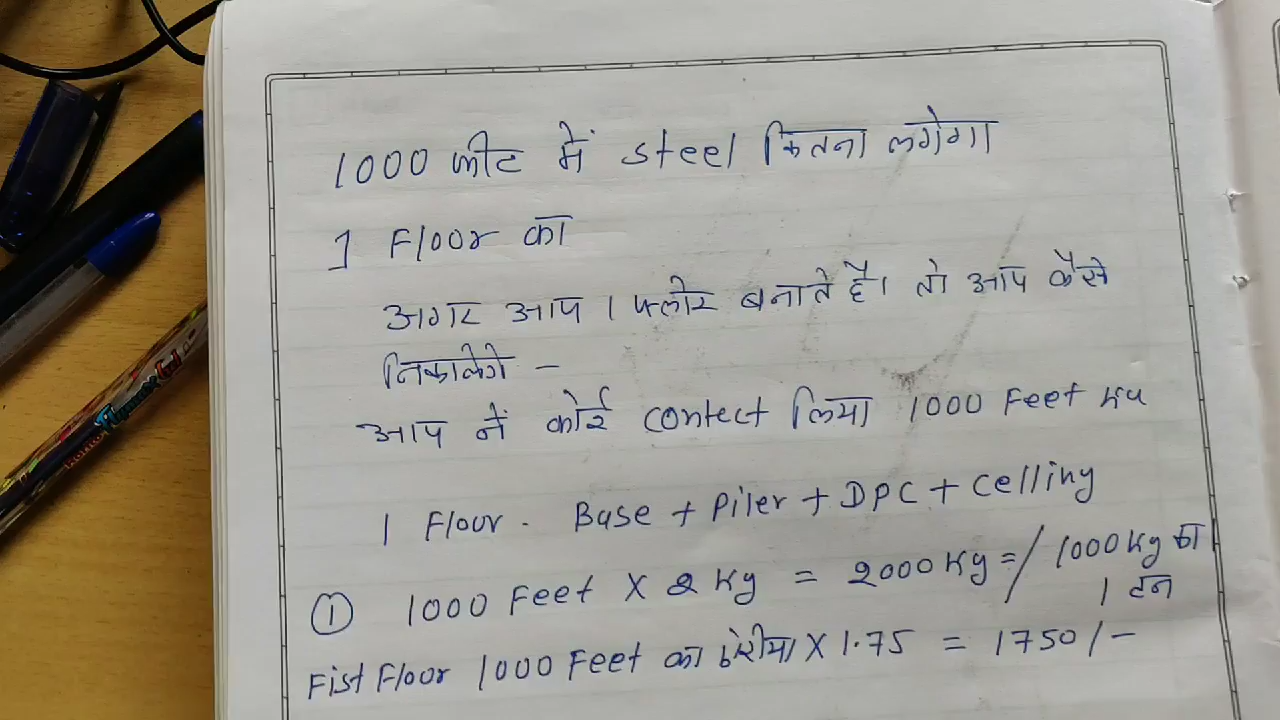 1000 फीट में steel कितना लगेगा
1 Floor का
अगर आप 1 फ्लोर बनाते है। तो आप कैसे
निकालेगे –
आप ने कोई contect लिया 1000 Feet
1 Floor. Base + Piler + DPC + Celling
① 1000 Feet X 2 Kg = 2000 Kg =/ 1000 Kg का
1 टन
Fist Floor 1000 Feet का X 1.75 = 1750/-